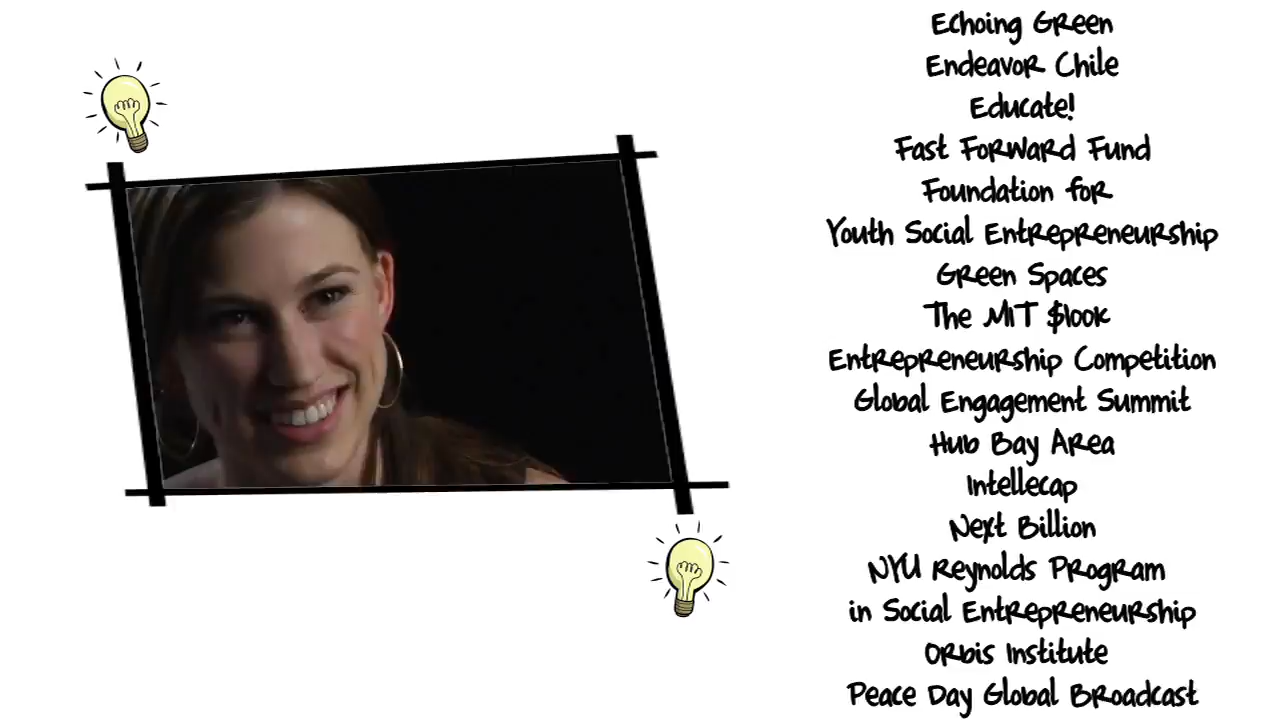 Echoing Green
Endeavor Chile
Educate!
Fast Forward Fund
Foundation for
Youth Social Entrepreneurship
Green Spaces
The MIT $100K
Entrepreneurship Competition
Global Engagement Summit
Hub Bay Area
Intellecap
Next Billion
NYU Reynolds Program
in Social Entrepreneurship
Orbis Institute
Peace Day Global Broadcast